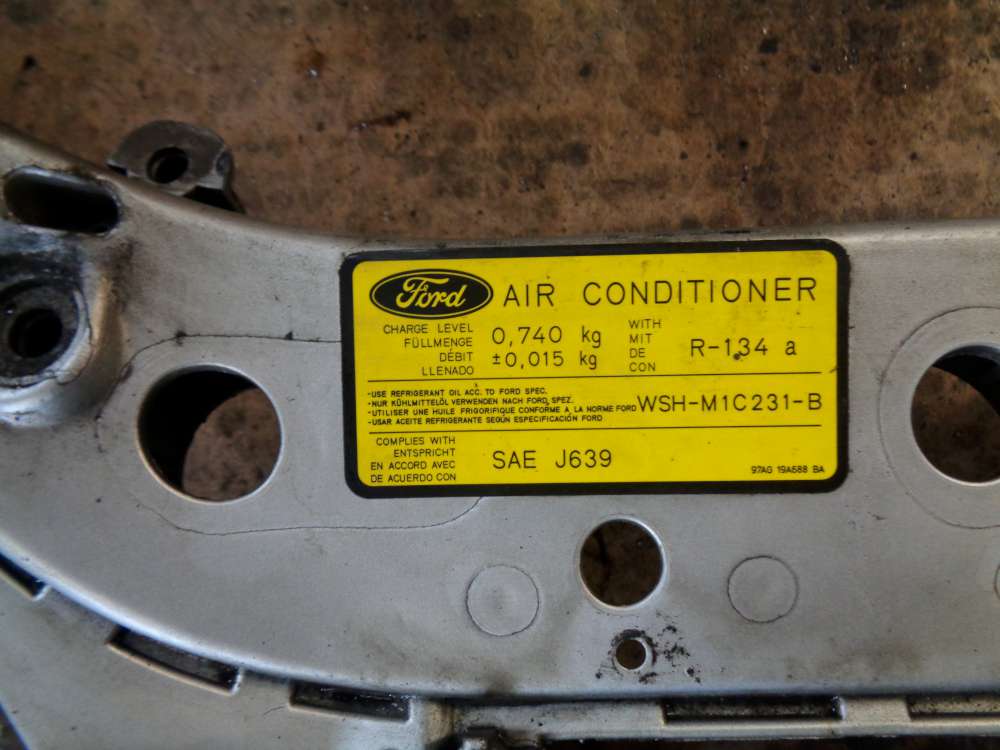 Ford AIR CONDITIONER
CHARGE LEVEL
FÜLLMENGE
DÉBIT
LLENADO
0,740 kg
±0,015 kg
WITH
MIT
DE
CON
R-134 a
-USE REFRIGERANT OIL ACC. TO FORD SPEC.
-NUR KÜHLMITTELÖL VERWENDEN NACH FORD SPEZ.
-UTILISER UNE HUILE FRIGORIFIQUE CONFORME A LA NORME FORD
-USAR ACEITE REFRIGERANTE SEGÚN ESPECIFICACIÓN FORD
WSH-M1C231-B
COMPLIES WITH
ENTSPRICHT
EN ACCORD AVEC
DE ACUERDO CON
SAE J639
97AG 19A688 BA